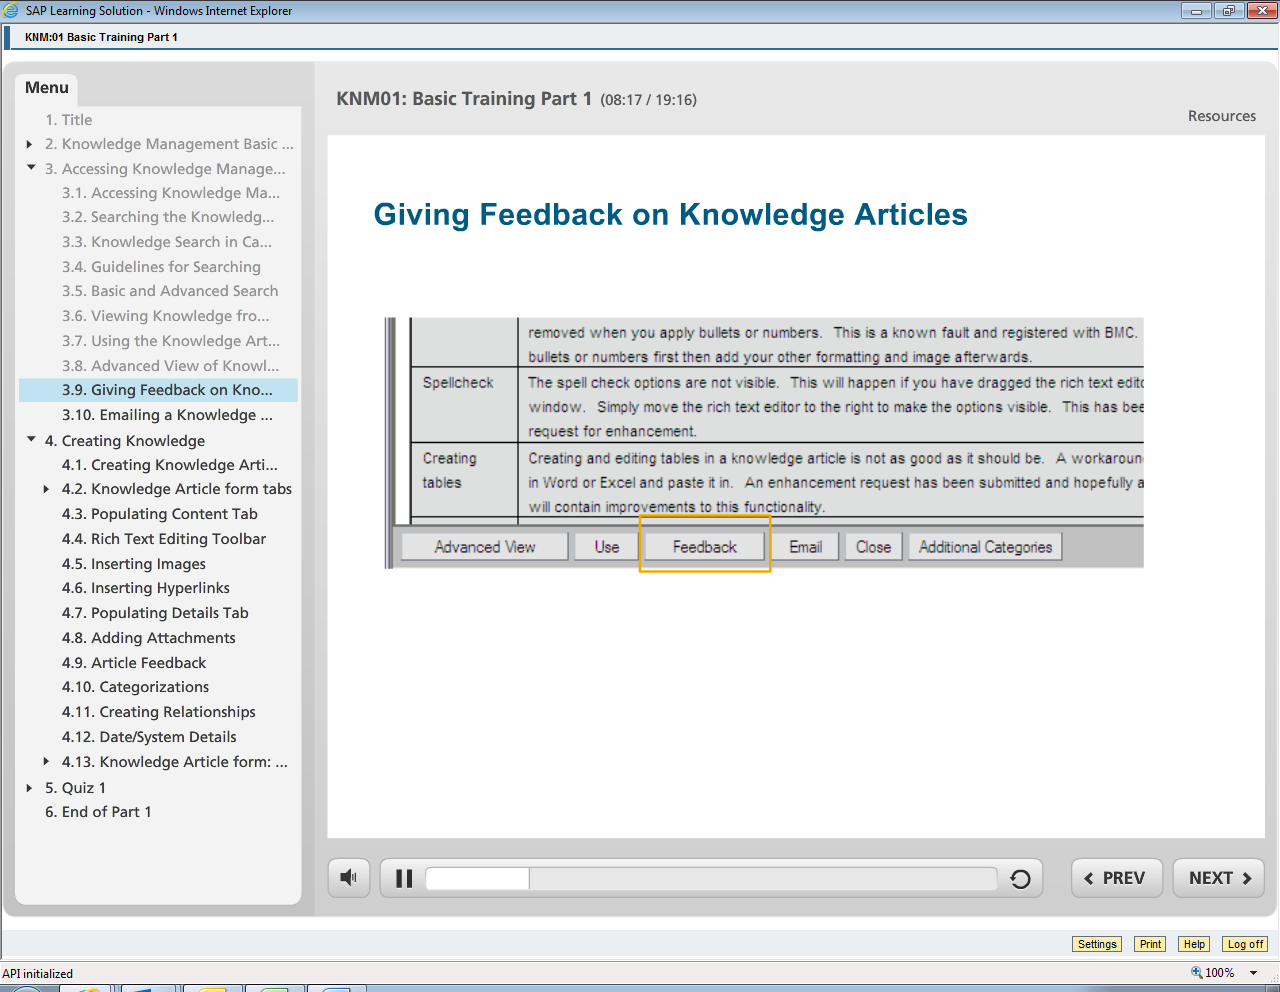 SAP Learning Solution - Windows Internet Explorer
KNM:01 Basic Training Part 1
Menu
1. Title
2. Knowledge Management Basic ...
3. Accessing Knowledge Manage...
3.1. Accessing Knowledge Ma...
3.2. Searching the Knowledg...
3.3. Knowledge Search in Ca...
3.4. Guidelines for Searching
3.5. Basic and Advanced Search
3.6. Viewing Knowledge fro...
3.7. Using the Knowledge Art...
3.8. Advanced View of Knowl...
3.9. Giving Feedback on Kno...
3.10. Emailing a Knowledge ...
4. Creating Knowledge
4.1. Creating Knowledge Arti...
4.2. Knowledge Article form tabs
4.3. Populating Content Tab
4.4. Rich Text Editing Toolbar
4.5. Inserting Images
4.6. Inserting Hyperlinks
4.7. Populating Details Tab
4.8. Adding Attachments
4.9. Article Feedback
4.10. Categorizations
4.11. Creating Relationships
4.12. Date/System Details
4.13. Knowledge Article form: ...
5. Quiz 1
6. End of Part 1
KNM01: Basic Training Part 1 (08:17 / 19:16)
Resources
Giving Feedback on Knowledge Articles
removed when you apply bullets or numbers. This is a known fault and registered with BMC.
bullets or numbers first then add your other formatting and image afterwards.
Spellcheck
The spell check options are not visible. This will happen if you have dragged the rich text edito
window. Simply move the rich text editor to the right to make the options visible. This has bee
request for enhancement.
Creating tables
Creating and editing tables in a knowledge article is not as good as it should be. A workaroun
in Word or Excel and paste it in. An enhancement request has been submitted and hopefully a
will contain improvements to this functionality.
Advanced View Use Feedback Email Close Additional Categories
PREV NEXT
Settings Print Help Log off
API initialized
100%